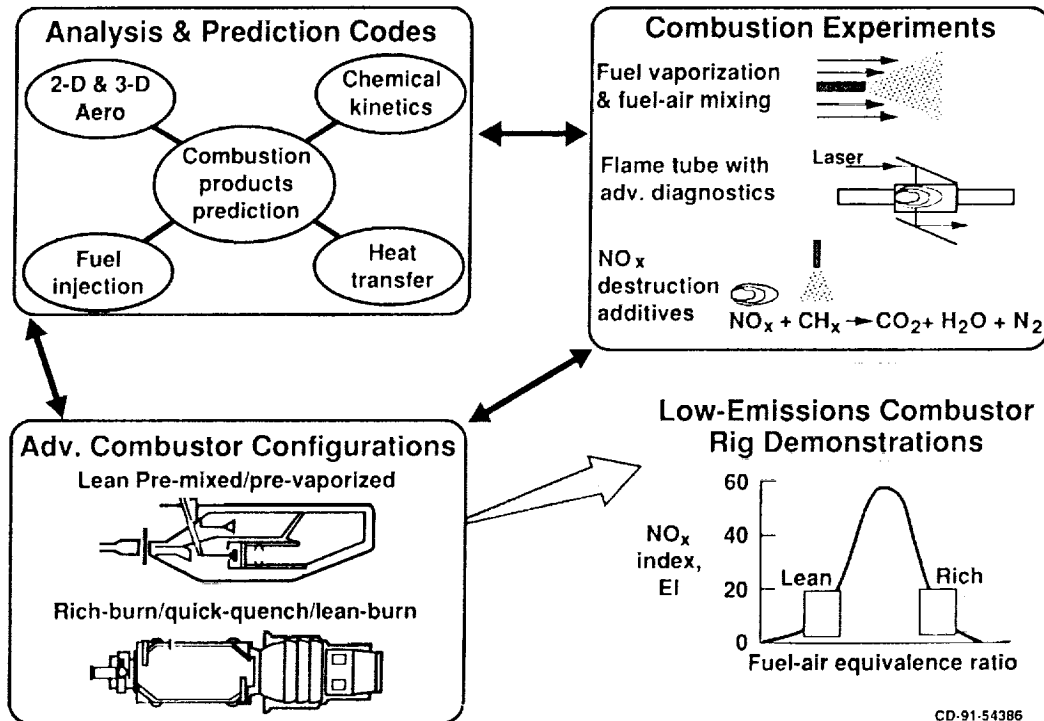 Analysis & Prediction Codes
2-D & 3-D
Aero
Chemical
kinetics
Combustion
products
prediction
Fuel
injection
Heat
transfer
Combustion Experiments
Fuel vaporization
& fuel-air mixing
Flame tube with
adv. diagnostics
Laser
NOx
destruction
additives
NOx + CHx → CO2 + H2O + N2
Adv. Combustor Configurations
Lean Pre-mixed/pre-vaporized
Rich-burn/quick-quench/lean-burn
Low-Emissions Combustor
Rig Demonstrations
NOx
index,
EI
60
40
20
0
Lean
Rich
Fuel-air equivalence ratio
CD-91-54386